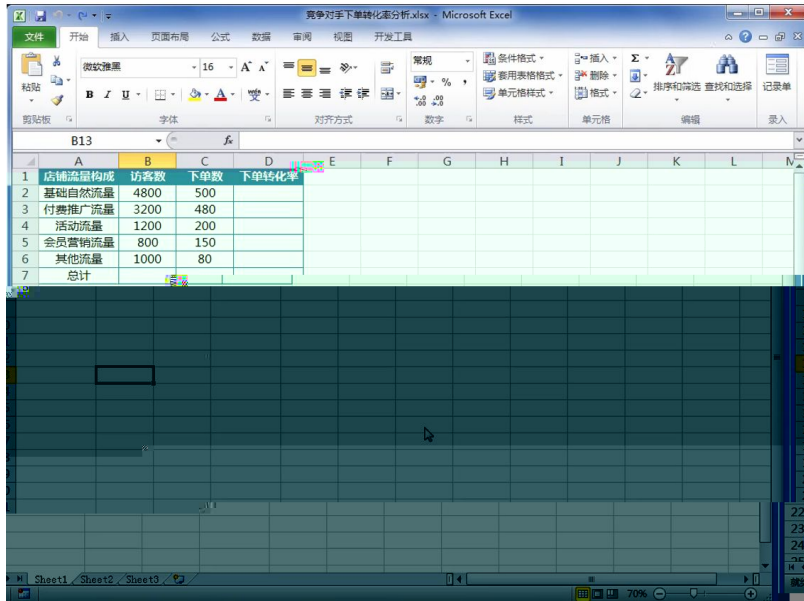 竞争对手下单转化率分析.xlsx - Microsoft Excel
文件 开始 插入 页面布局 公式 数据 审阅 视图 开发工具
微软雅黑 16 常规 条件格式 插入 Σ
粘贴 套用表格格式 删除 排序和筛选 查找和选择 记录单
B I U A 单元格样式 格式
剪贴板 字体 对齐方式 数字 样式 单元格 编辑 录入
B13 fx
A B C D E F G H I J K L M
1 店铺流量构成 访客数 下单数 下单转化率
2 基础自然流量 4800 500
3 付费推广流量 3200 480
4 活动流量 1200 200
5 会员营销流量 800 150
6 其他流量 1000 80
7 总计
22
23
24
Sheet1 Sheet2 Sheet3
70%